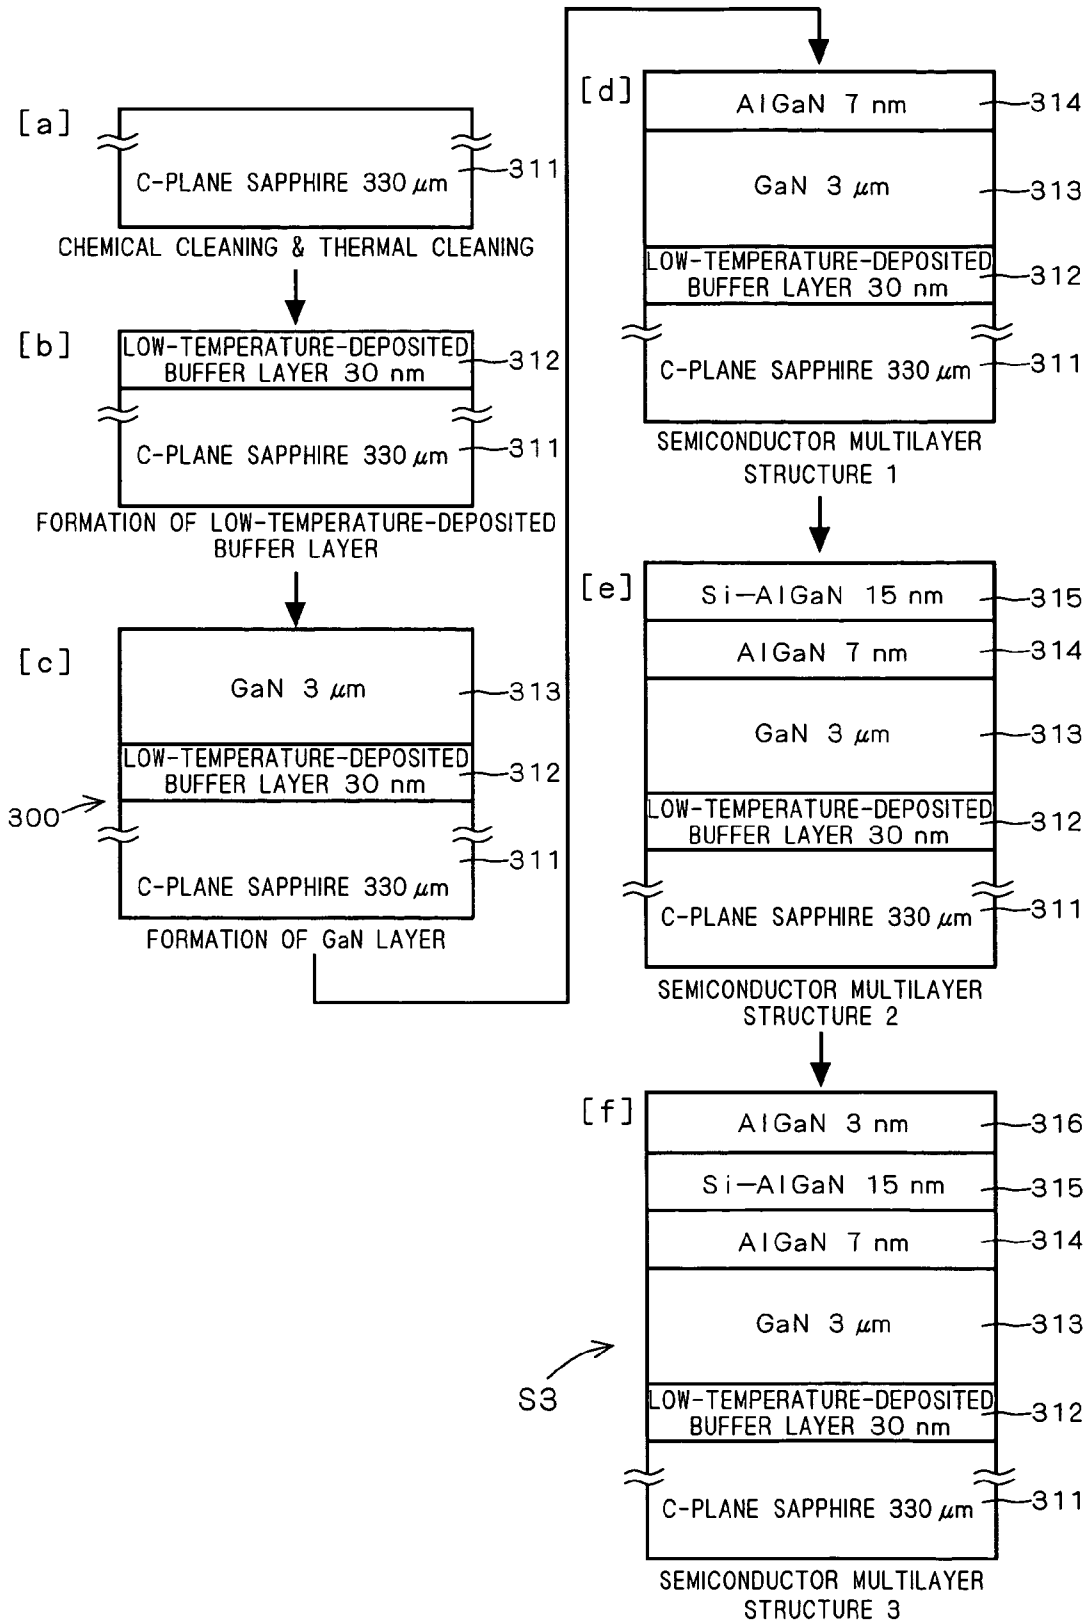 [a]
C-PLANE SAPPHIRE 330 μm
311
CHEMICAL CLEANING & THERMAL CLEANING
[b]
LOW-TEMPERATURE-DEPOSITED
BUFFER LAYER 30 nm
312
C-PLANE SAPPHIRE 330 μm
311
FORMATION OF LOW-TEMPERATURE-DEPOSITED
BUFFER LAYER
[c]
GaN 3 μm
313
LOW-TEMPERATURE-DEPOSITED
BUFFER LAYER 30 nm
312
300
C-PLANE SAPPHIRE 330 μm
311
FORMATION OF GaN LAYER
[d]
AlGaN 7 nm
314
GaN 3 μm
313
LOW-TEMPERATURE-DEPOSITED
BUFFER LAYER 30 nm
312
C-PLANE SAPPHIRE 330 μm
311
SEMICONDUCTOR MULTILAYER
STRUCTURE 1
[e]
Si-AlGaN 15 nm
315
AlGaN 7 nm
314
GaN 3 μm
313
LOW-TEMPERATURE-DEPOSITED
BUFFER LAYER 30 nm
312
C-PLANE SAPPHIRE 330 μm
311
SEMICONDUCTOR MULTILAYER
STRUCTURE 2
[f]
AlGaN 3 nm
316
Si-AlGaN 15 nm
315
AlGaN 7 nm
314
GaN 3 μm
313
S3
LOW-TEMPERATURE-DEPOSITED
BUFFER LAYER 30 nm
312
C-PLANE SAPPHIRE 330 μm
311
SEMICONDUCTOR MULTILAYER
STRUCTURE 3